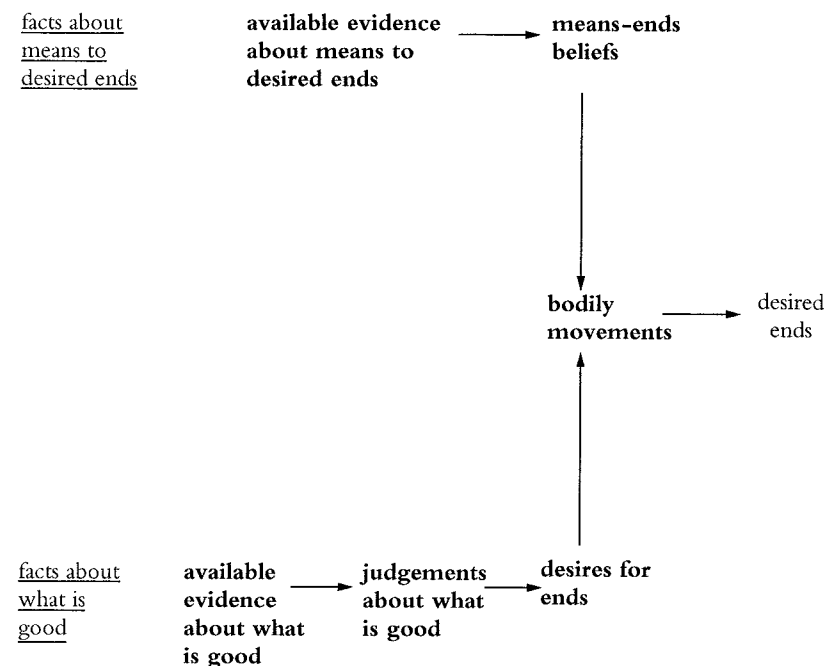 facts about
means to
desired ends
available evidence
about means to
desired ends
means-ends
beliefs
bodily
movements
desired
ends
facts about
what is
good
available
evidence
about what
is good
judgements
about what
is good
desires for
ends